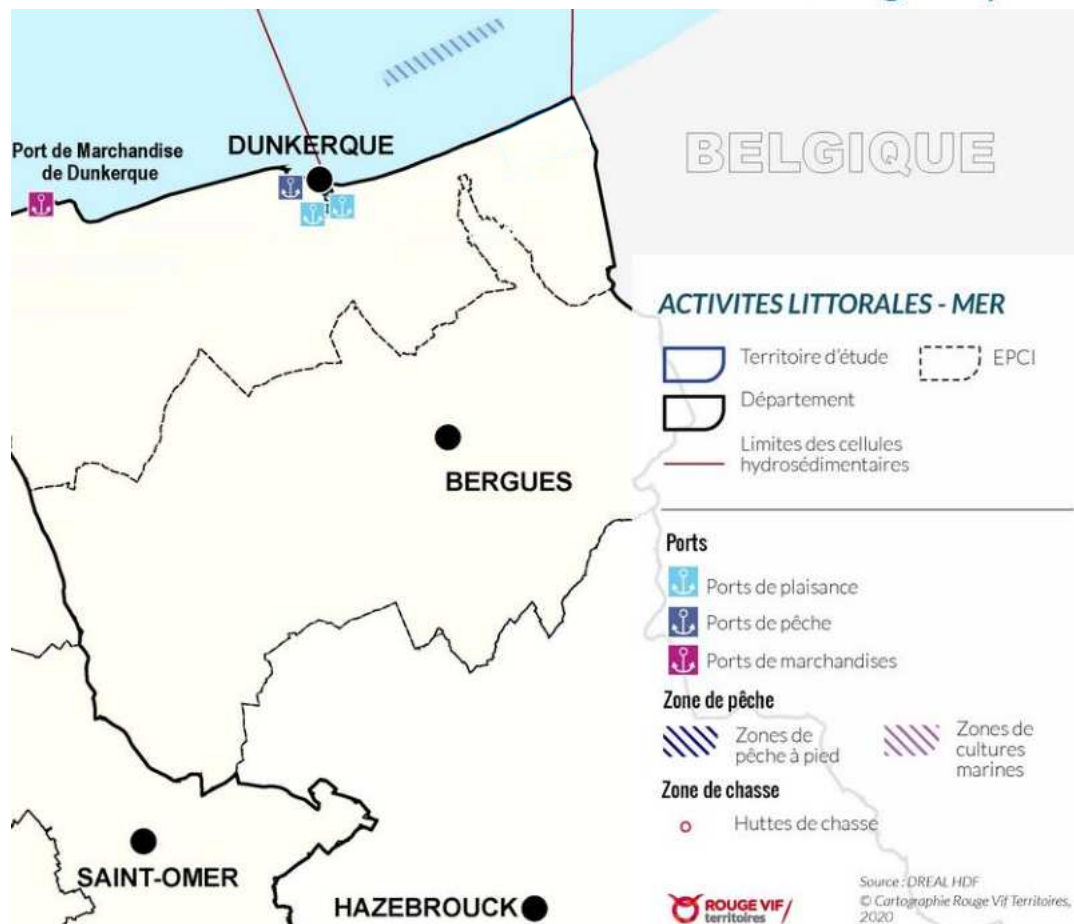 DUNKERQUE
Port de Marchandise
de Dunkerque
BELGIQUE
BERGUES
SAINT-OMER
HAZEBROUCK
ACTIVITES LITTORALES - MER
Territoire d'étude
EPCI
Département
Limites des cellules
hydrosédimentaires
Ports
Ports de plaisance
Ports de pêche
Ports de marchandises
Zone de pêche
Zones de
pêche à pied
Zones de
cultures
marines
Zone de chasse
Huttes de chasse
ROUGE VIF/
territoires
Source : DREAL HDF
© Cartographie Rouge Vif Territoires,
2020